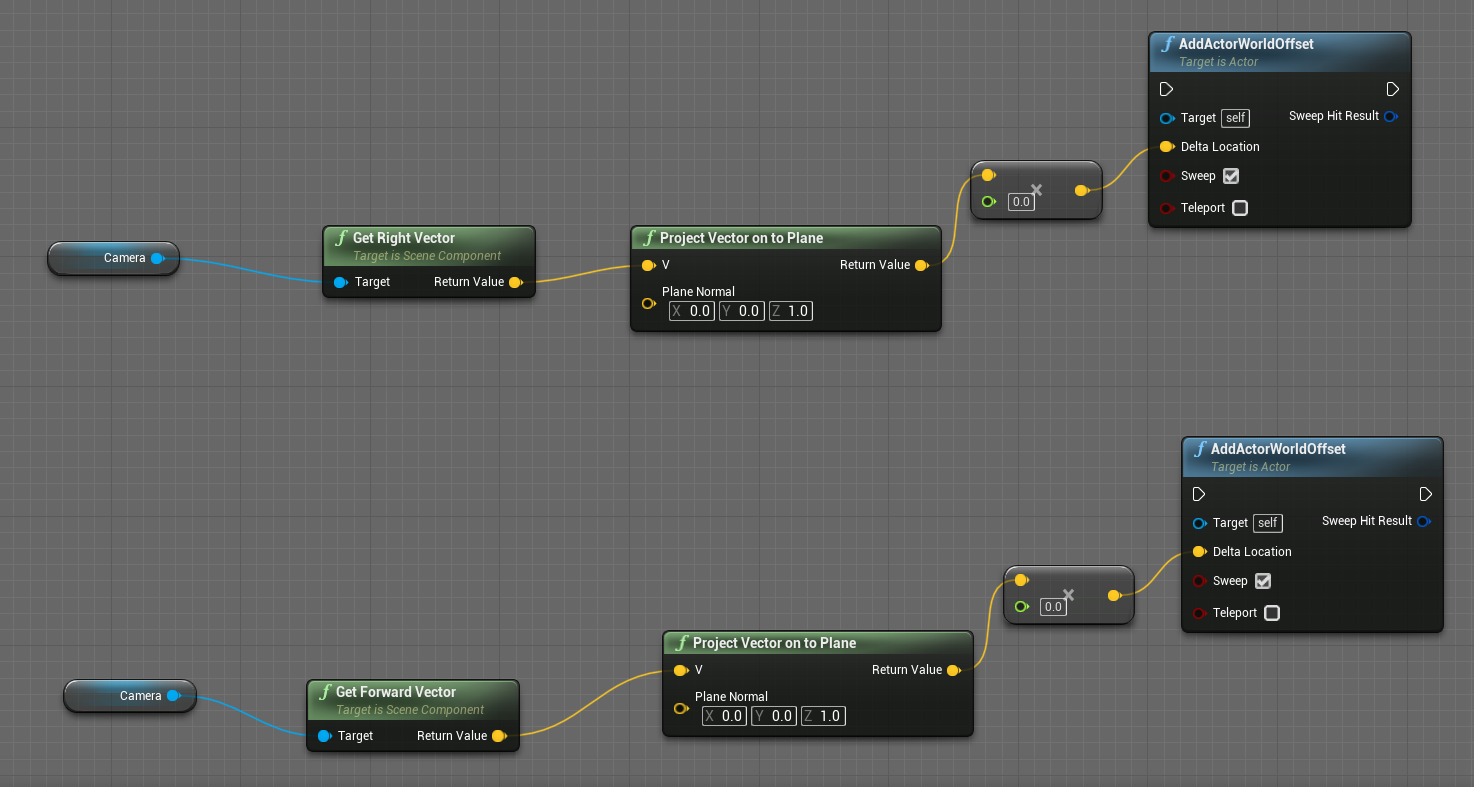 f AddActorWorldOffset
Target is Actor
Target self
Sweep Hit Result
Delta Location
Sweep
Teleport
0.0
Camera
f Get Right Vector
Target is Scene Component
Target
Return Value
f Project Vector on to Plane
V
Return Value
Plane Normal
X 0.0 Y 0.0 Z 1.0
f AddActorWorldOffset
Target is Actor
Target self
Sweep Hit Result
Delta Location
Sweep
Teleport
0.0
f Project Vector on to Plane
V
Return Value
Plane Normal
X 0.0 Y 0.0 Z 1.0
Camera
f Get Forward Vector
Target is Scene Component
Target
Return Value